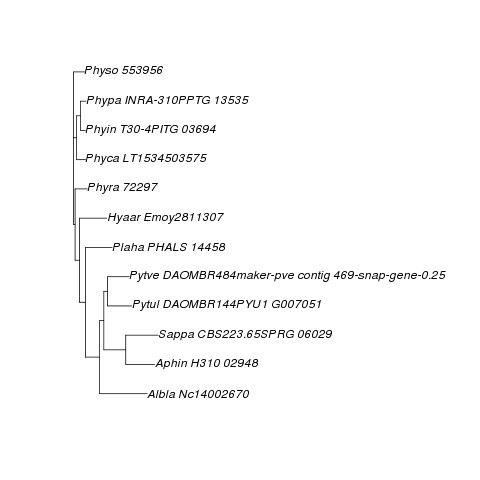 Physo 553956
Phypa INRA-310PPTG 13535
Phyin T30-4PITG 03694
Phyca LT1534503575
Phyra 72297
Hyaar Emoy2811307
Plaha PHALS 14458
Pytve DAOMBR484maker-pve contig 469-snap-gene-0.25
Pytul DAOMBR144PYU1 G007051
Sappa CBS223.65SPRG 06029
Aphin H310 02948
Albla Nc14002670